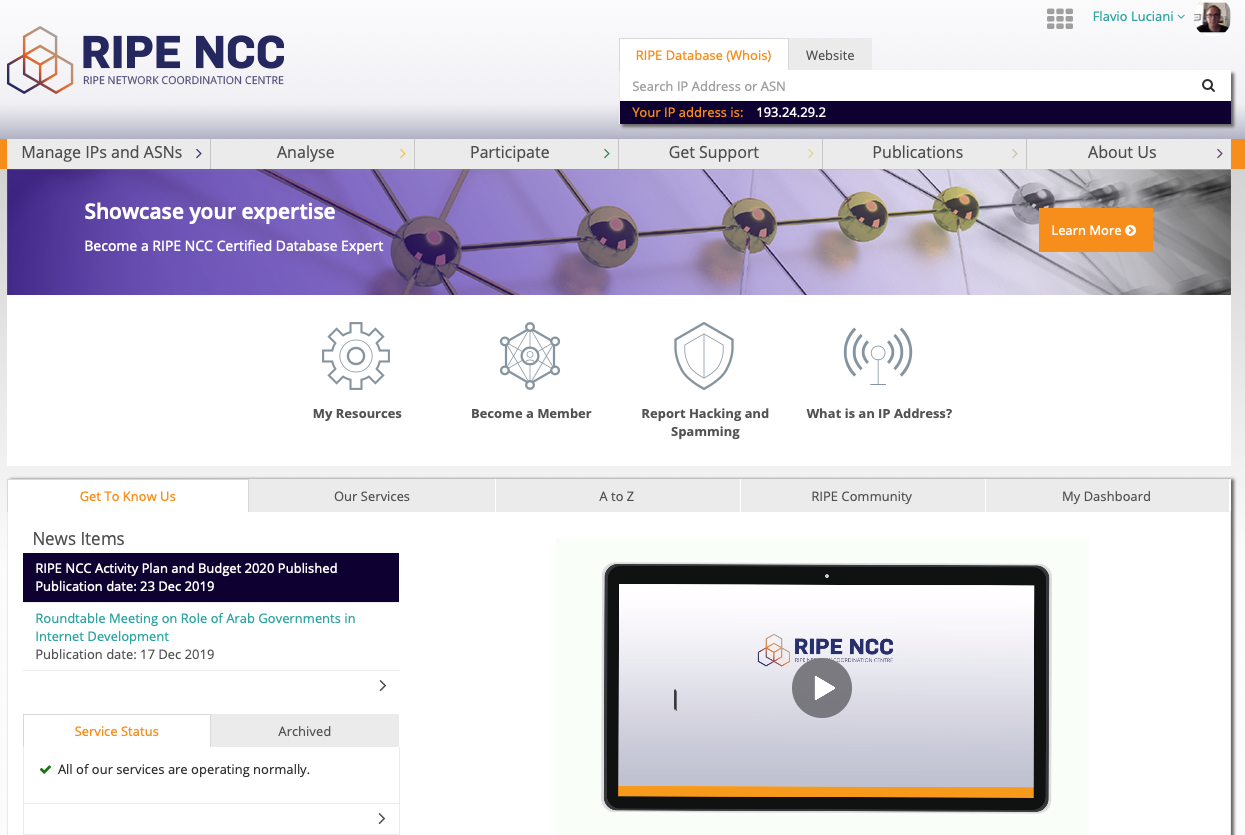 Flavio Luciani
RIPE NCC
RIPE NETWORK COORDINATION CENTRE
RIPE Database (Whois)
Website
Search IP Address or ASN
Your IP address is: 193.24.29.2
Manage IPs and ASNs
Analyse
Participate
Get Support
Publications
About Us
Showcase your expertise
Become a RIPE NCC Certified Database Expert
Learn More
My Resources
Become a Member
Report Hacking and
Spamming
What is an IP Address?
Get To Know Us
Our Services
A to Z
RIPE Community
My Dashboard
News Items
RIPE NCC Activity Plan and Budget 2020 Published
Publication date: 23 Dec 2019
Roundtable Meeting on Role of Arab Governments in
Internet Development
Publication date: 17 Dec 2019
Service Status
Archived
All of our services are operating normally.
RIPE NCC
COORDINATION CENTRE